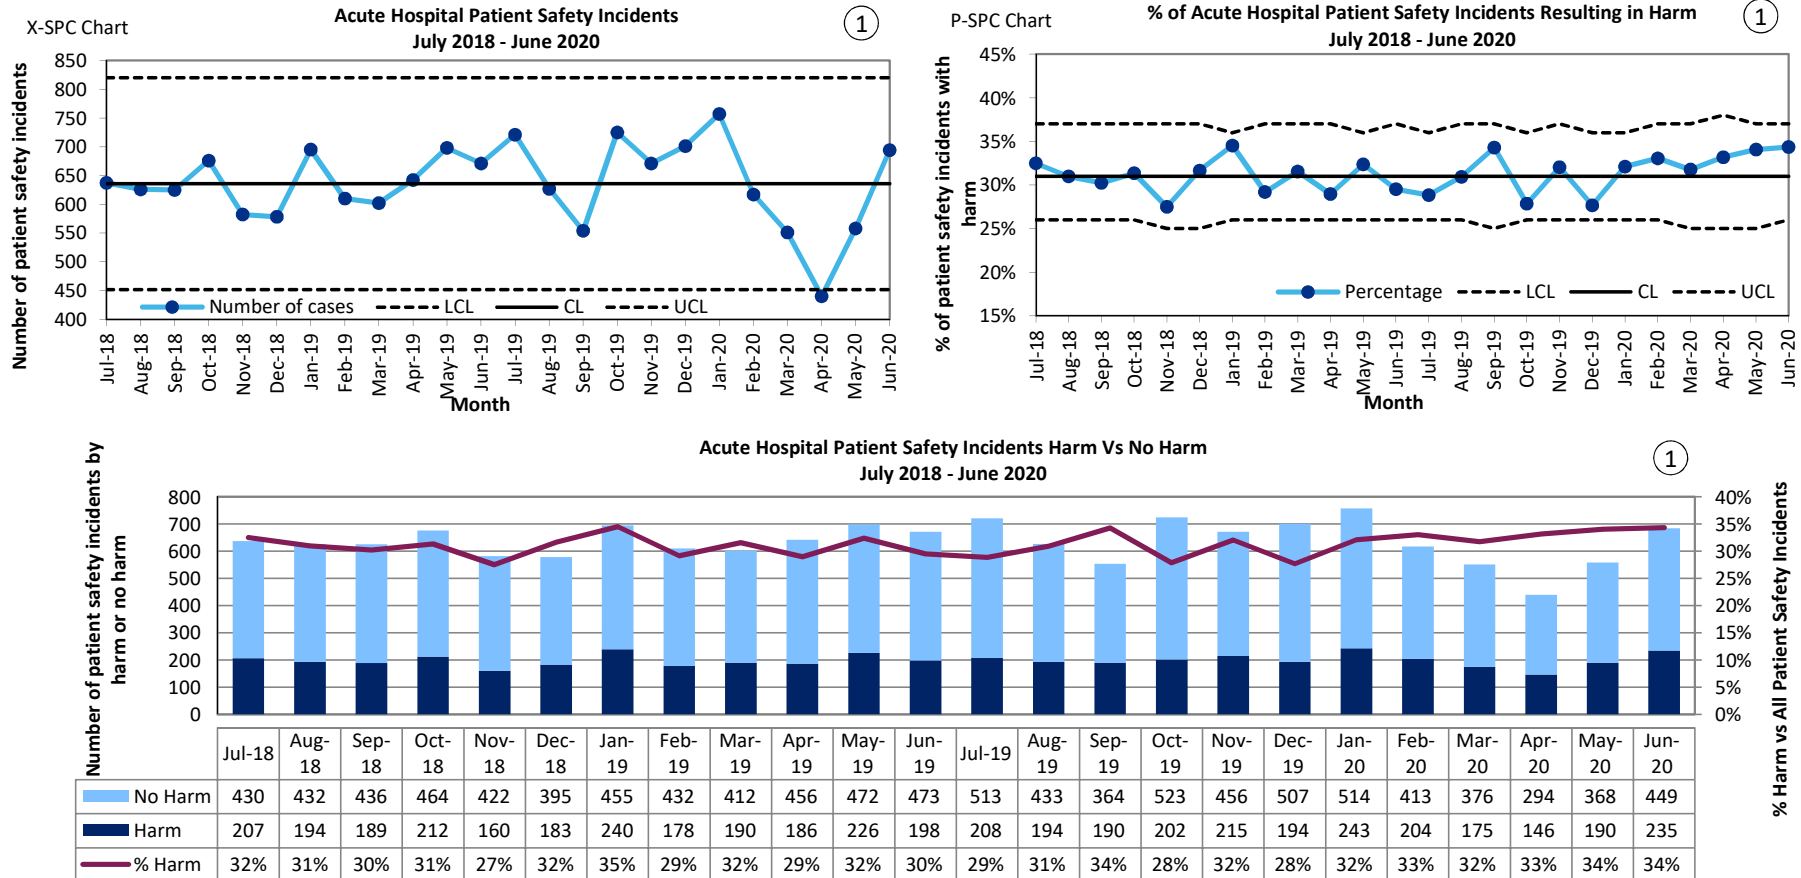 X-SPC Chart
Acute Hospital Patient Safety Incidents
July 2018 - June 2020
1
Number of patient safety incidents
850
800
750
700
650
600
550
500
450
400
Number of cases LCL CL UCL
Jul-18 Aug-18 Sep-18 Oct-18 Nov-18 Dec-18 Jan-19 Feb-19 Mar-19 Apr-19 May-19 Jun-19 Jul-19 Aug-19 Sep-19 Oct-19 Nov-19 Dec-19 Jan-20 Feb-20 Mar-20 Apr-20 May-20 Jun-20
Month
P-SPC Chart
% of Acute Hospital Patient Safety Incidents Resulting in Harm
July 2018 - June 2020
1
% of patient safety incidents with
harm
45%
40%
35%
30%
25%
20%
15%
Percentage LCL CL UCL
Jul-18 Aug-18 Sep-18 Oct-18 Nov-18 Dec-18 Jan-19 Feb-19 Mar-19 Apr-19 May-19 Jun-19 Jul-19 Aug-19 Sep-19 Oct-19 Nov-19 Dec-19 Jan-20 Feb-20 Mar-20 Apr-20 May-20 Jun-20
Month
Acute Hospital Patient Safety Incidents Harm Vs No Harm
July 2018 - June 2020
1
Number of patient safety incidents by
harm or no harm
800
700
600
500
400
300
200
100
0
40%
35%
30%
25%
20%
15%
10%
5%
0%
% Harm vs All Patient Safety Incidents
Jul-18 Aug-18 Sep-18 Oct-18 Nov-18 Dec-18 Jan-19 Feb-19 Mar-19 Apr-19 May-19 Jun-19 Jul-19 Aug-19 Sep-19 Oct-19 Nov-19 Dec-19 Jan-20 Feb-20 Mar-20 Apr-20 May-20 Jun-20
No Harm 430 432 436 464 422 395 455 432 412 456 472 473 513 433 364 523 456 507 514 413 376 294 368 449
Harm 207 194 189 212 160 183 240 178 190 186 226 198 208 194 190 202 215 194 243 204 175 146 190 235
% Harm 32% 31% 30% 31% 27% 32% 35% 29% 32% 29% 32% 30% 29% 31% 34% 28% 32% 28% 32% 33% 32% 33% 34% 34%